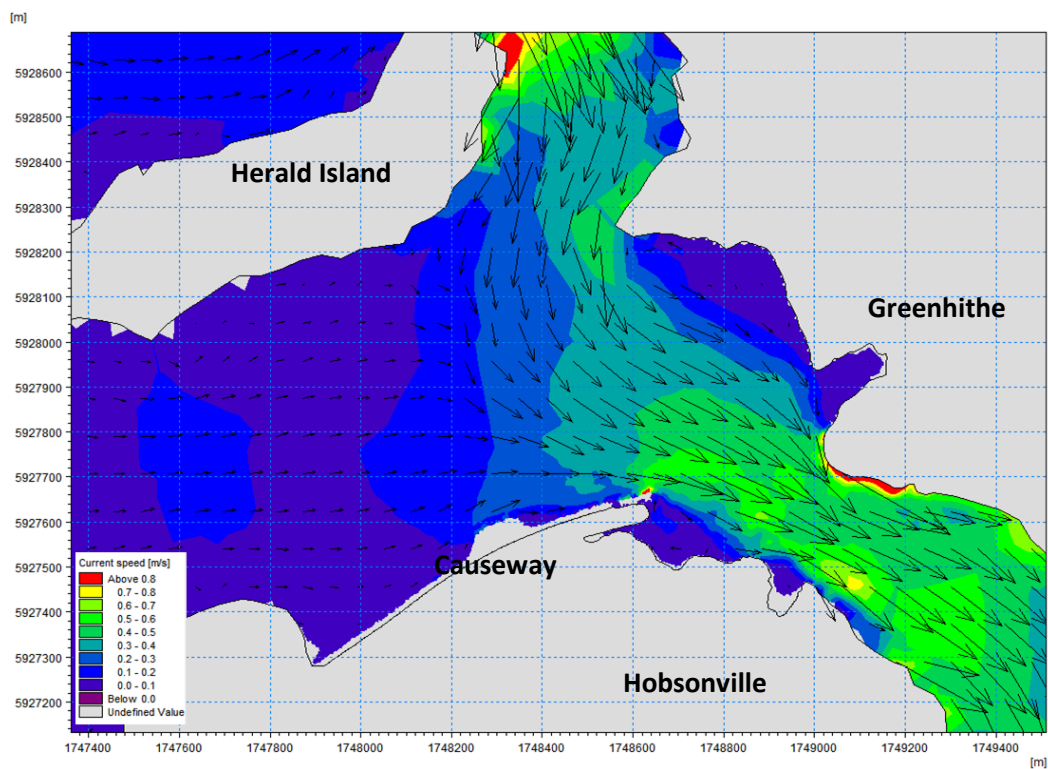 [m]
5928600
5928500
5928400
Herald Island
5928300
5928200
5928100
Greenhithe
5928000
5927900
5927800
5927700
5927600
Causeway
5927500
5927400
5927300
5927200
Hobsonville
Current speed [m/s]
Above 0.8
0.7 - 0.8
0.6 - 0.7
0.5 - 0.6
0.4 - 0.5
0.3 - 0.4
0.2 - 0.3
0.1 - 0.2
0.0 - 0.1
Below 0.0
Undefined Value
1747400 1747600 1747800 1748000 1748200 1748400 1748600 1748800 1749000 1749200 1749400
[m]